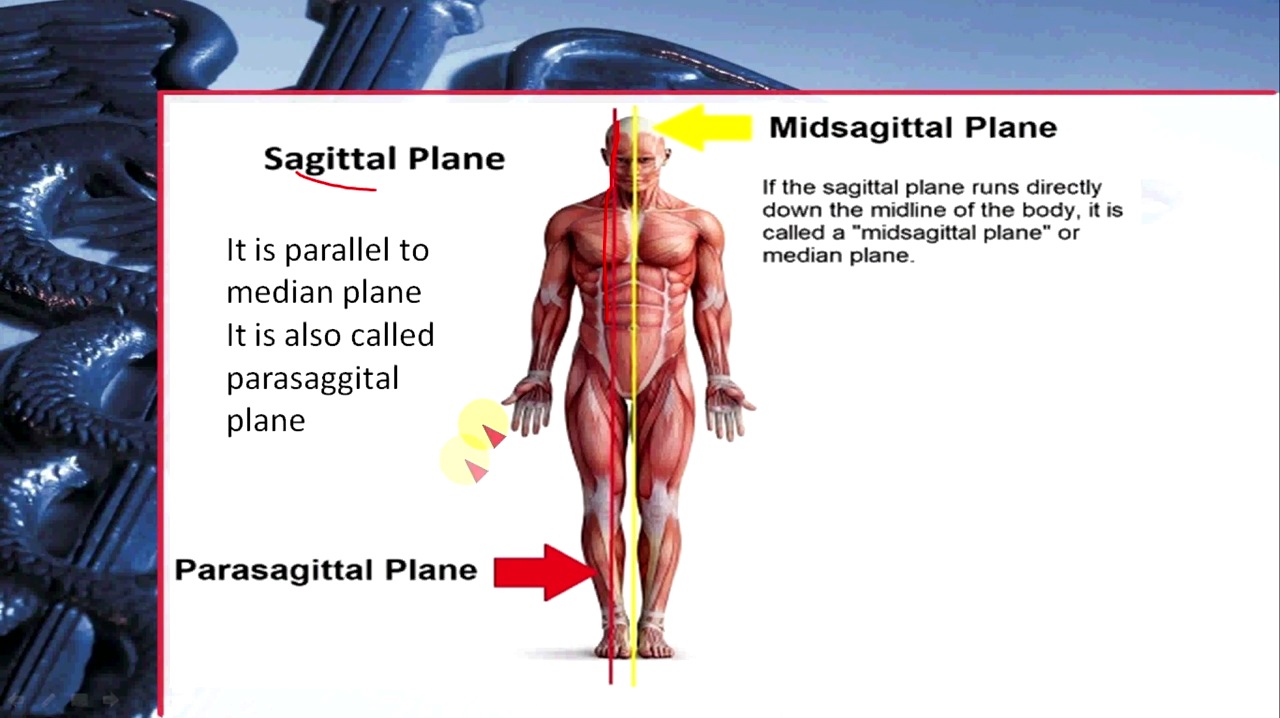 Sagittal Plane
It is parallel to
median plane
It is also called
parasaggital
plane
Parasagittal Plane
Midsagittal Plane
If the sagittal plane runs directly
down the midline of the body, it is
called a "midsagittal plane" or
median plane.